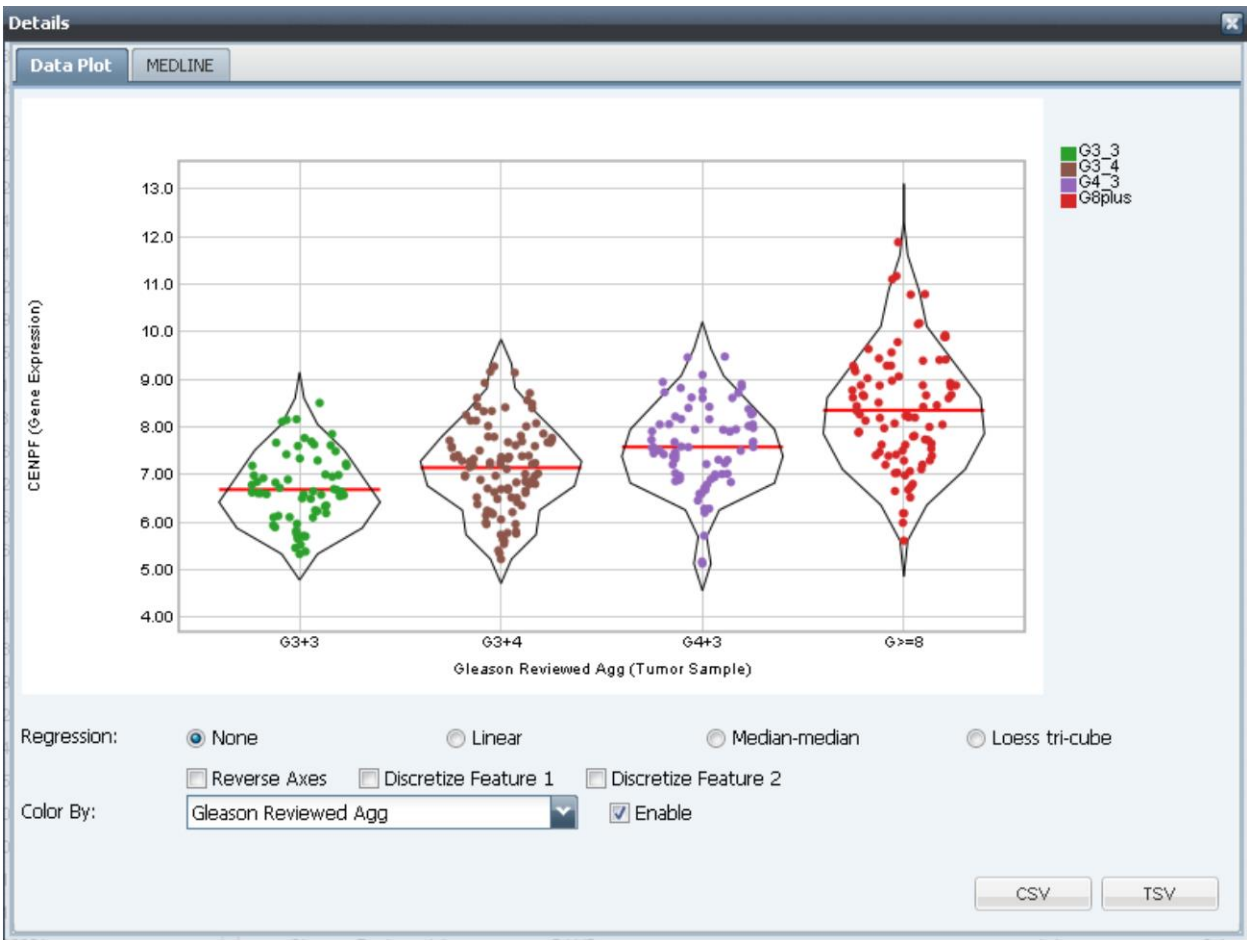 Details
Data Plot
MEDLINE
G3_3
G3_4
G4_3
G8plus
13.0
12.0
11.0
10.0
9.00
8.00
7.00
6.00
5.00
4.00
CENPF (Gene Expression)
G3+3
G3+4
G4+3
G>=8
Gleason Reviewed Agg (Tumor Sample)
Regression:
None
Linear
Median-median
Loess tri-cube
Reverse Axes
Discretize Feature 1
Discretize Feature 2
Color By:
Gleason Reviewed Agg
Enable
CSV
TSV